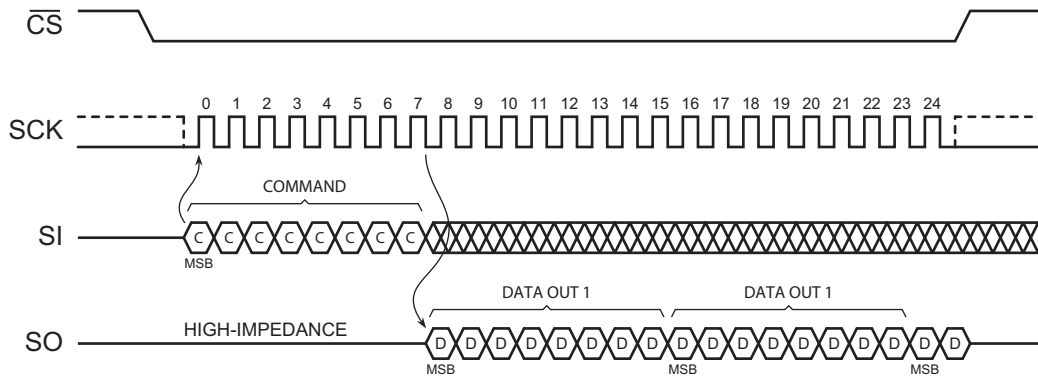 CS
0 1 2 3 4 5 6 7 8 9 10 11 12 13 14 15 16 17 18 19 20 21 22 23 24
SCK
COMMAND
SI
C C C C C C C C
MSB
DATA OUT 1 DATA OUT 1
HIGH-IMPEDANCE
SO
D D D D D D D D D D D D D D D D D D
MSB MSB MSB